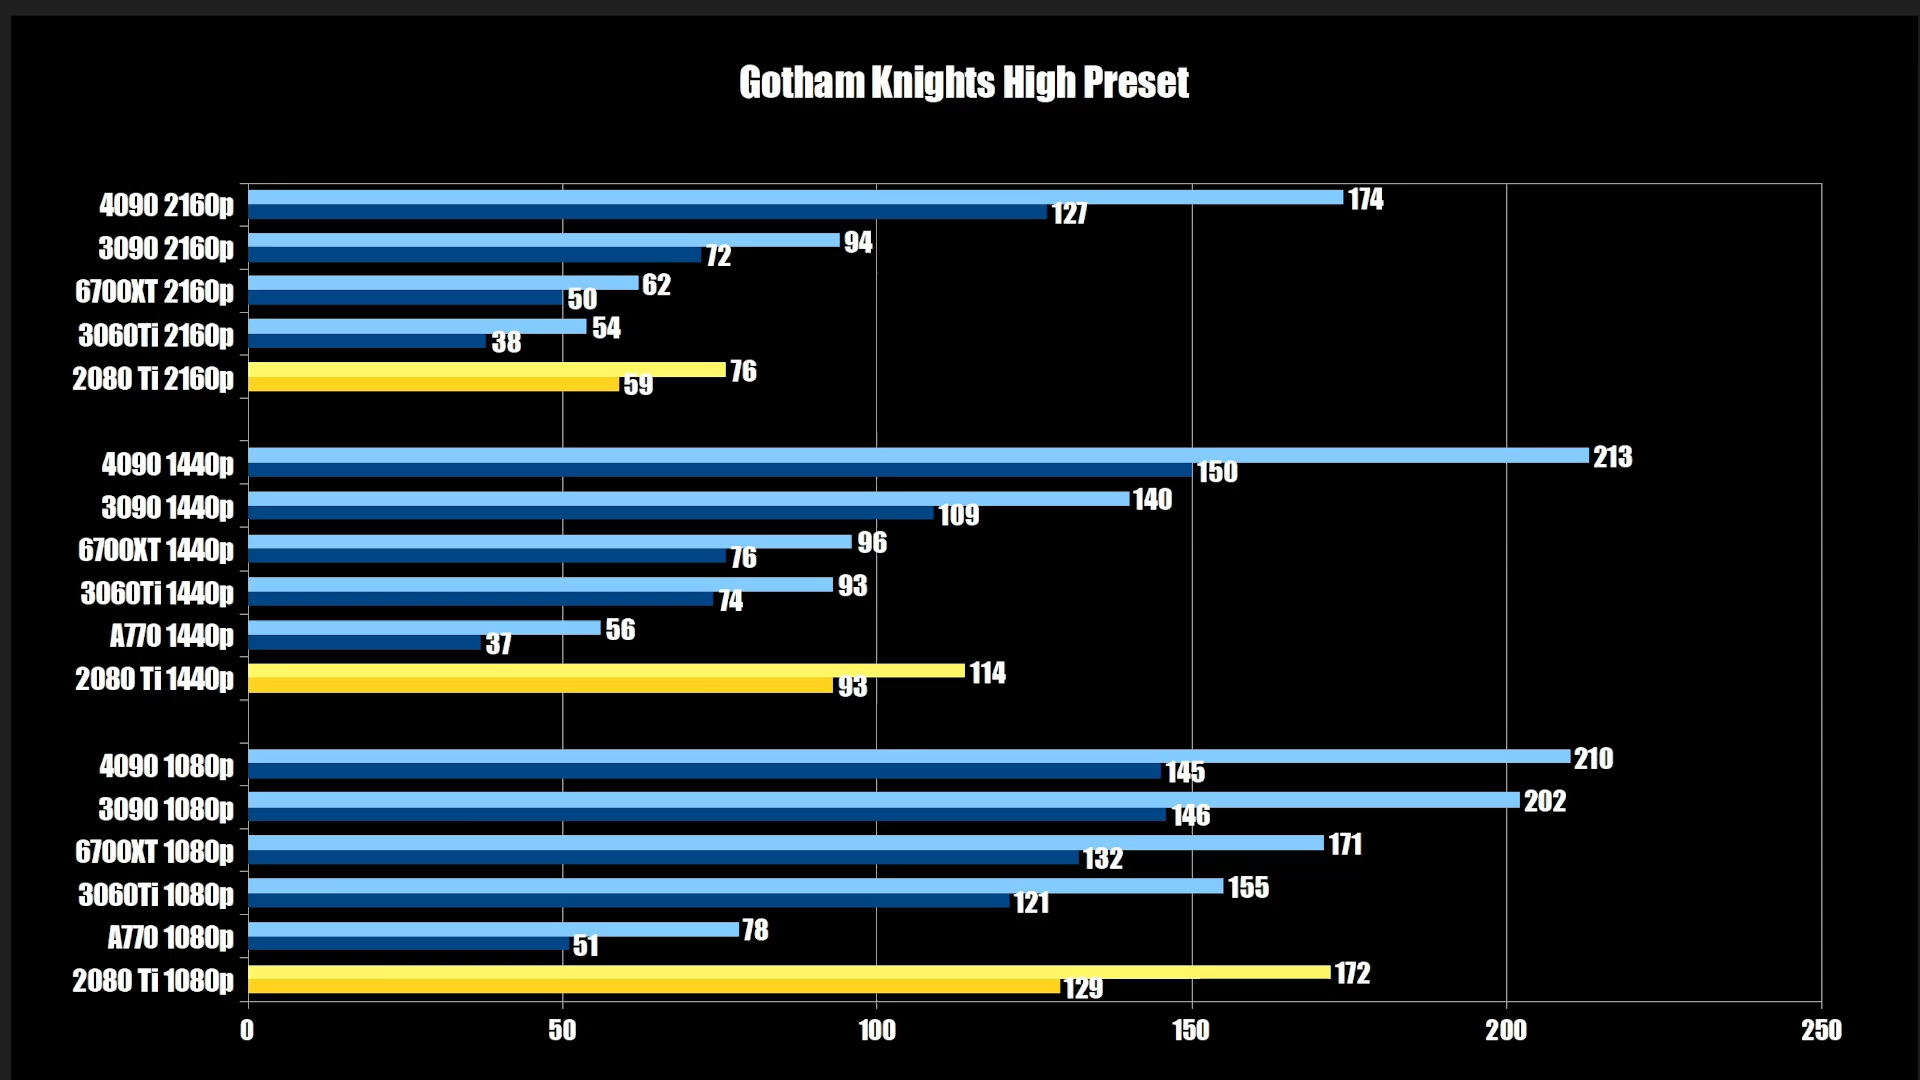 Gotham Knights High Preset
4090 2160p 174
127
3090 2160p 94
72
6700XT 2160p 62
50
3060Ti 2160p 54
38
2080 Ti 2160p 76
59
4090 1440p 213
150
3090 1440p 140
109
6700XT 1440p 96
76
3060Ti 1440p 93
74
A770 1440p 56
37
2080 Ti 1440p 114
93
4090 1080p 210
145
3090 1080p 202
146
6700XT 1080p 171
132
3060Ti 1080p 155
121
A770 1080p 78
51
2080 Ti 1080p 172
129
0 50 100 150 200 250